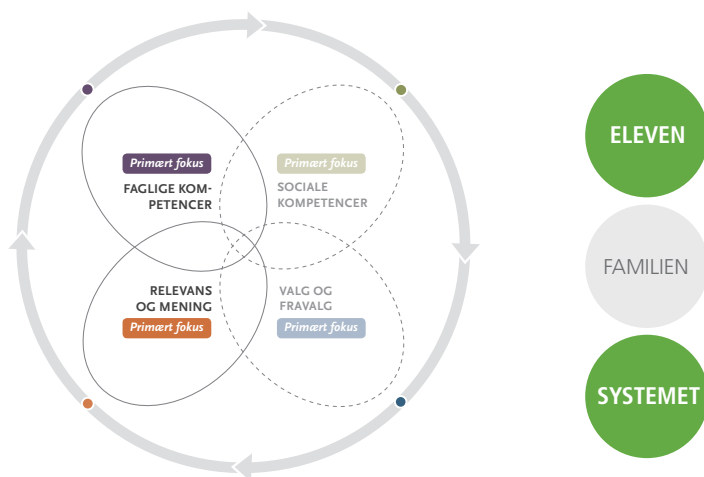 Primært fokus
FAGLIGE KOM-
PETENCER
Primært fokus
SOCIALE
KOMPETENCER
RELEVANS
OG MENING
Primært fokus
VALG OG
FRAVALG
Primært fokus
ELEVEN
FAMILIEN
SYSTEMET